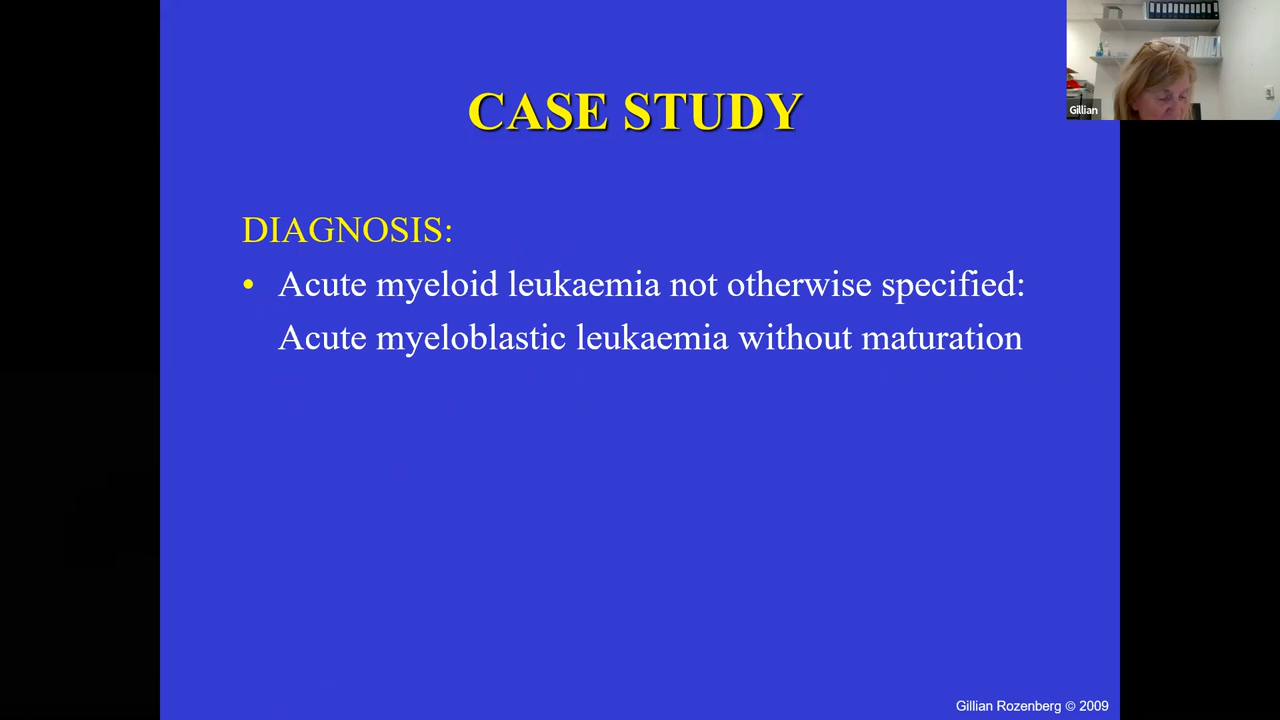 Gillian
CASE STUDY
DIAGNOSIS:
• Acute myeloid leukaemia not otherwise specified:
Acute myeloblastic leukaemia without maturation
Gillian Rozenberg © 2009